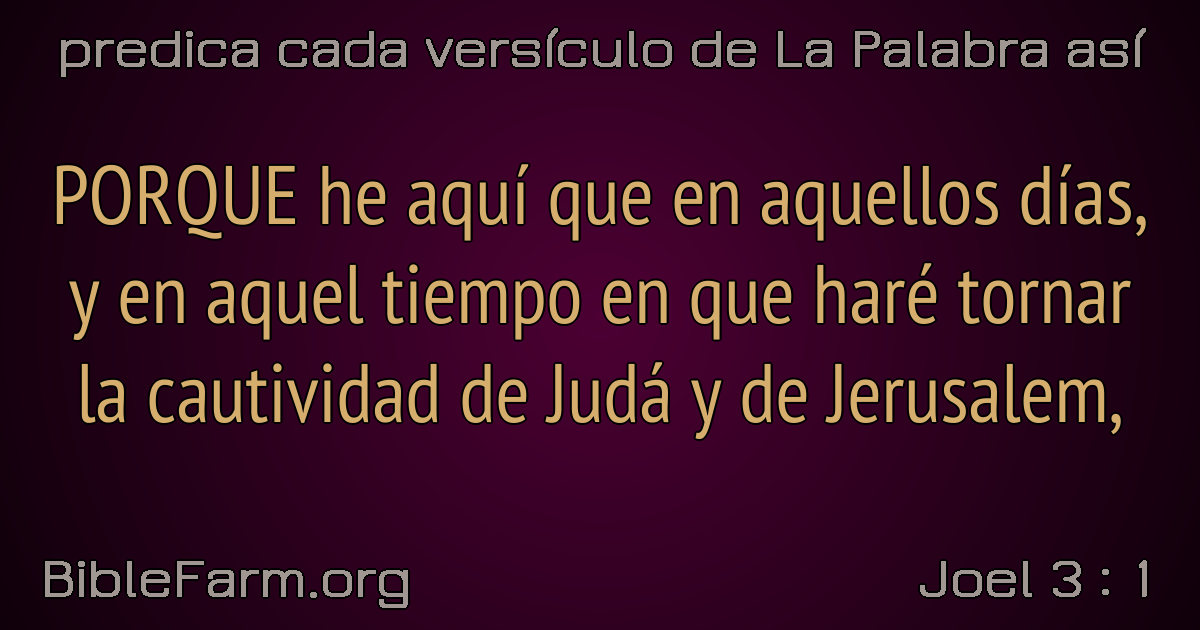 predica cada versículo de La Palabra así
PORQUE he aquí que en aquellos días,
y en aquel tiempo en que haré tornar
la cautividad de Judá y de Jerusalem,
BibleFarm.org
Joel 3 : 1